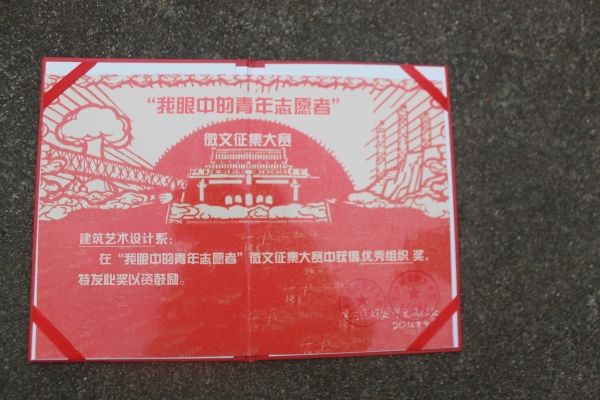 “我眼中的青年志愿者”
微文征集大赛
建筑艺术设计系：
在“我眼中的青年志愿者”微文征集大赛中获得优秀组织奖，
特发此奖以资鼓励。